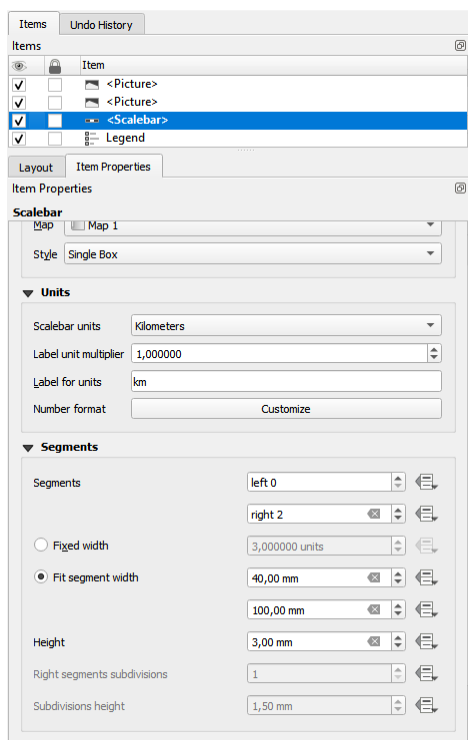 Items Undo History
Items
Item
<Picture>
<Picture>
<Scalebar>
Legend
Layout Item Properties
Item Properties
Scalebar
Map Map 1
Style Single Box
Units
Scalebar units Kilometers
Label unit multiplier 1,000000
Label for units km
Number format Customize
Segments
Segments left 0
right 2
Fixed width 3,000000 units
Fit segment width 40,00 mm
100,00 mm
Height 3,00 mm
Right segments subdivisions 1
Subdivisions height 1,50 mm